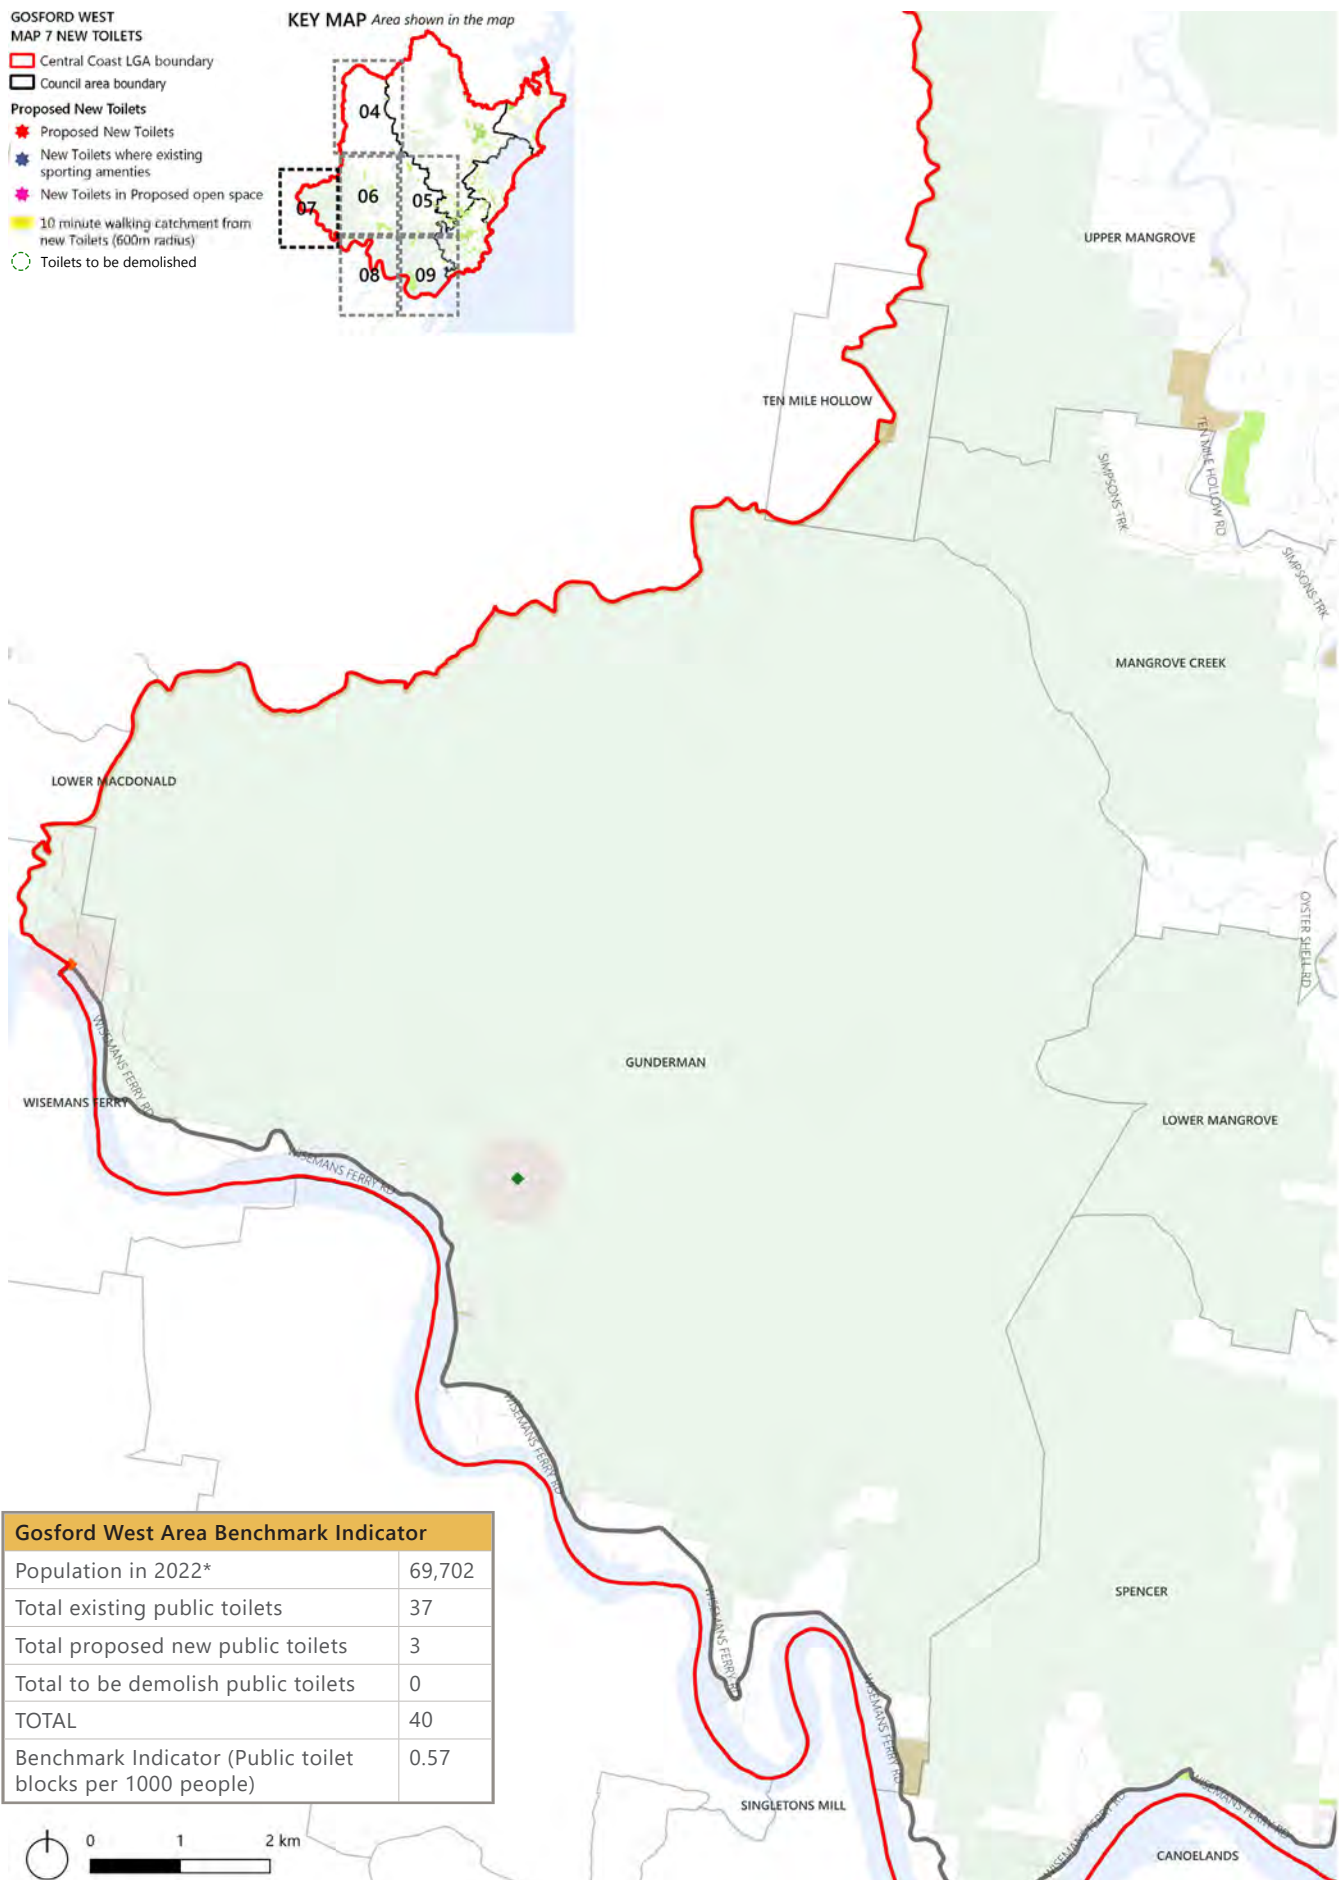 GOSFORD WEST
MAP 7 NEW TOILETS
Central Coast LGA boundary
Council area boundary
Proposed New Toilets
Proposed New Toilets
New Toilets where existing
sporting amenties
New Toilets in Proposed open space
10 minute walking catchment from
new Toilets (600m radius)
Toilets to be demolished
KEY MAP Area shown in the map
04
06
05
07
08
09
UPPER MANGROVE
TEN MILE HOLLOW
TEN MILE HOLLOW RD
SIMPSONS TRK
SIMPSONS TRK
MANGROVE CREEK
LOWER MACDONALD
OYSTER SHELL RD
WISEMANS FERRY RD
GUNDERMAN
WISEMANS FERRY
LOWER MANGROVE
WISEMANS FERRY RD
WISEMANS FERRY RD
SPENCER
WISEMANS FERRY RD
WISEMANS FERRY RD
SINGLETONS MILL
WISEMANS FERRY RD
WISEMANS FERRY RD
CANOELANDS
Gosford West Area Benchmark Indicator
Population in 2022* 69,702
Total existing public toilets 37
Total proposed new public toilets 3
Total to be demolish public toilets 0
TOTAL 40
Benchmark Indicator (Public toilet 0.57
blocks per 1000 people)
0 1 2 km